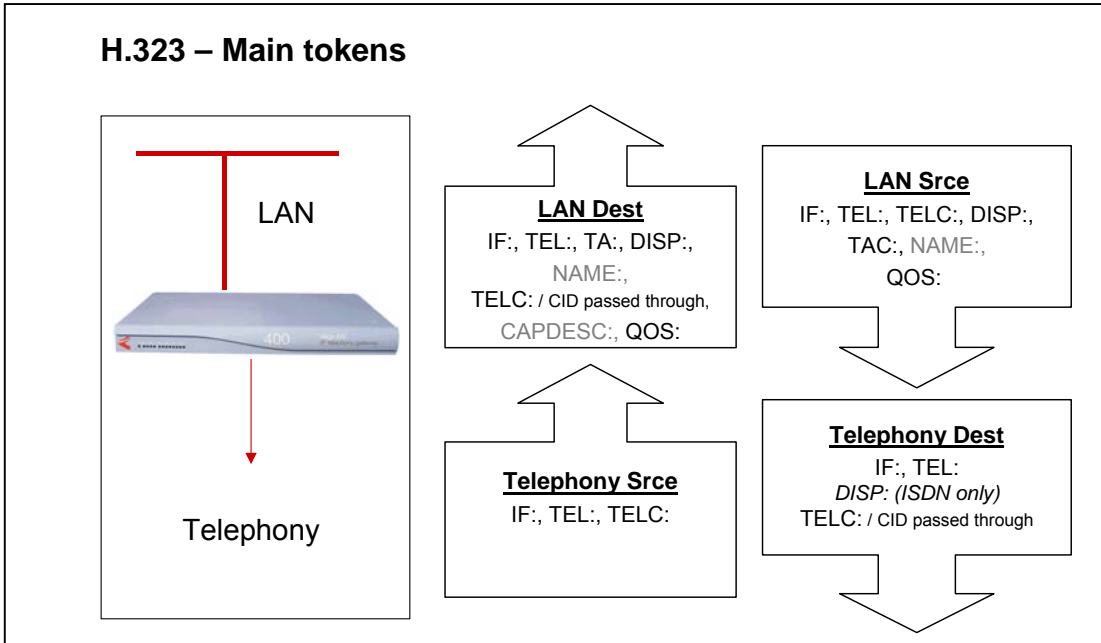 H.323 – Main tokens
LAN
400
Telephony
LAN Dest
IF:, TEL:, TA:, DISP:,
NAME:,
TELC: / CID passed through,
CAPDESC:, QOS:
Telephony Srce
IF:, TEL:, TELC:
LAN Srce
IF:, TEL:, TELC:, DISP:,
TAC:, NAME:,
QOS:
Telephony Dest
IF:, TEL:
DISP: (ISDN only)
TELC: / CID passed through